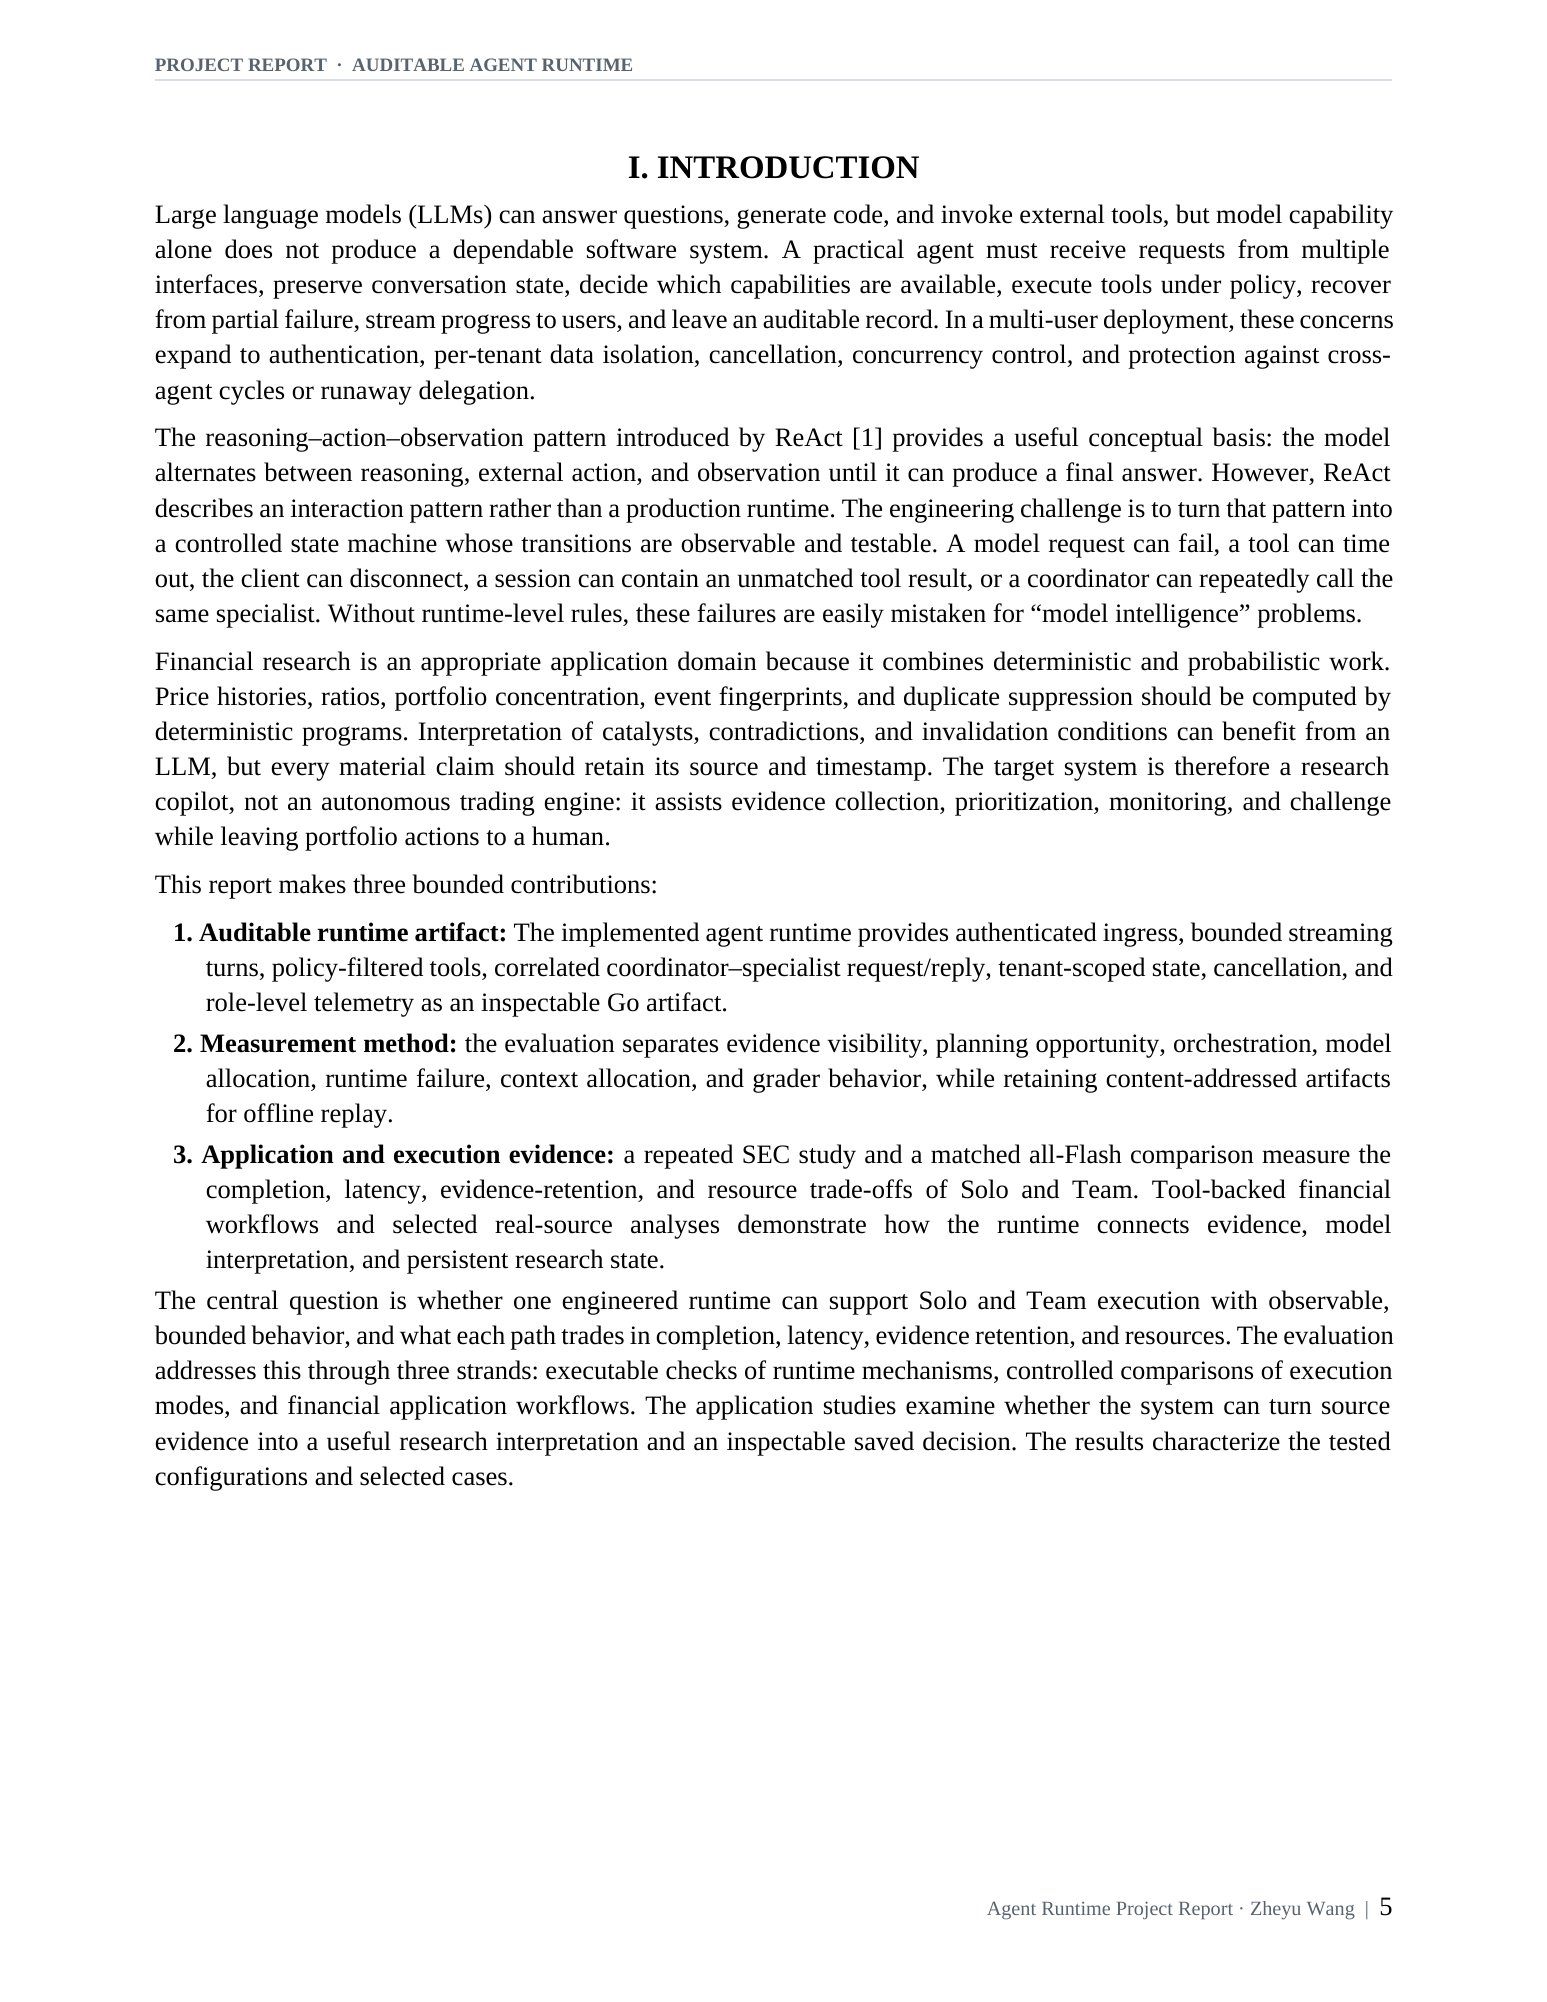 PROJECT REPORT · AUDITABLE AGENT RUNTIME
I. INTRODUCTION
Large language models (LLMs) can answer questions, generate code, and invoke external tools, but model capability
alone does not produce a dependable software system. A practical agent must receive requests from multiple
interfaces, preserve conversation state, decide which capabilities are available, execute tools under policy, recover
from partial failure, stream progress to users, and leave an auditable record. In a multi-user deployment, these concerns
expand to authentication, per-tenant data isolation, cancellation, concurrency control, and protection against cross-
agent cycles or runaway delegation.
The reasoning–action–observation pattern introduced by ReAct [1] provides a useful conceptual basis: the model
alternates between reasoning, external action, and observation until it can produce a final answer. However, ReAct
describes an interaction pattern rather than a production runtime. The engineering challenge is to turn that pattern into
a controlled state machine whose transitions are observable and testable. A model request can fail, a tool can time
out, the client can disconnect, a session can contain an unmatched tool result, or a coordinator can repeatedly call the
same specialist. Without runtime-level rules, these failures are easily mistaken for “model intelligence” problems.
Financial research is an appropriate application domain because it combines deterministic and probabilistic work.
Price histories, ratios, portfolio concentration, event fingerprints, and duplicate suppression should be computed by
deterministic programs. Interpretation of catalysts, contradictions, and invalidation conditions can benefit from an
LLM, but every material claim should retain its source and timestamp. The target system is therefore a research
copilot, not an autonomous trading engine: it assists evidence collection, prioritization, monitoring, and challenge
while leaving portfolio actions to a human.
This report makes three bounded contributions:
1. Auditable runtime artifact: The implemented agent runtime provides authenticated ingress, bounded streaming
turns, policy-filtered tools, correlated coordinator–specialist request/reply, tenant-scoped state, cancellation, and
role-level telemetry as an inspectable Go artifact.
2. Measurement method: the evaluation separates evidence visibility, planning opportunity, orchestration, model
allocation, runtime failure, context allocation, and grader behavior, while retaining content-addressed artifacts
for offline replay.
3. Application and execution evidence: a repeated SEC study and a matched all-Flash comparison measure the
completion, latency, evidence-retention, and resource trade-offs of Solo and Team. Tool-backed financial
workflows and selected real-source analyses demonstrate how the runtime connects evidence, model
interpretation, and persistent research state.
The central question is whether one engineered runtime can support Solo and Team execution with observable,
bounded behavior, and what each path trades in completion, latency, evidence retention, and resources. The evaluation
addresses this through three strands: executable checks of runtime mechanisms, controlled comparisons of execution
modes, and financial application workflows. The application studies examine whether the system can turn source
evidence into a useful research interpretation and an inspectable saved decision. The results characterize the tested
configurations and selected cases.
Agent Runtime Project Report · Zheyu Wang | 5